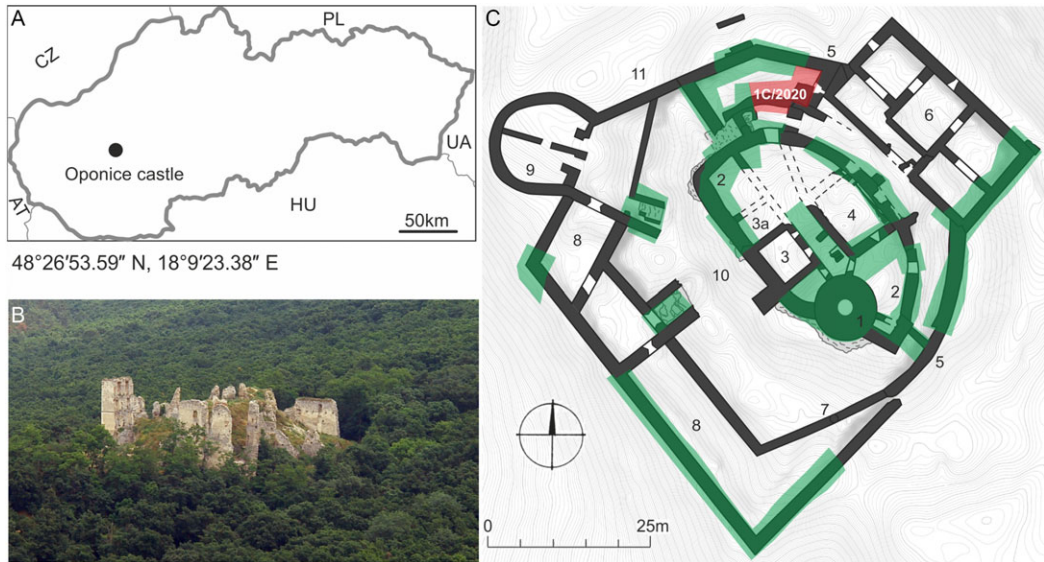 A
PL
CZ
UA
Oponice castle
AT
HU
50km
48°26'53.59" N, 18°9'23.38" E
B
C
5
11
1C/2020
6
9
2
3a
4
8
3
10
2
1
5
7
8
0
25m